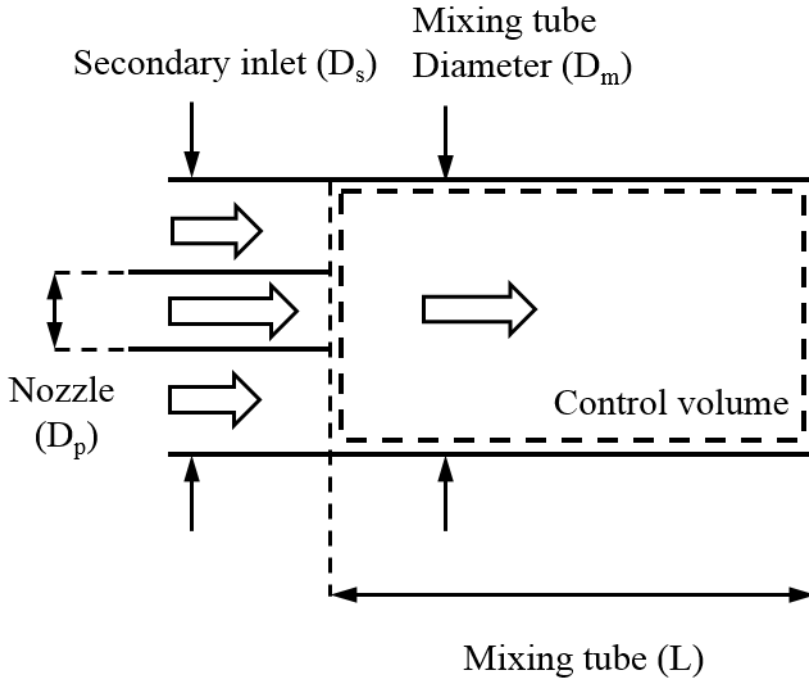 Secondary inlet (Dₛ)
Mixing tube
Diameter (Dₘ)
Nozzle
(Dₚ)
Control volume
Mixing tube (L)